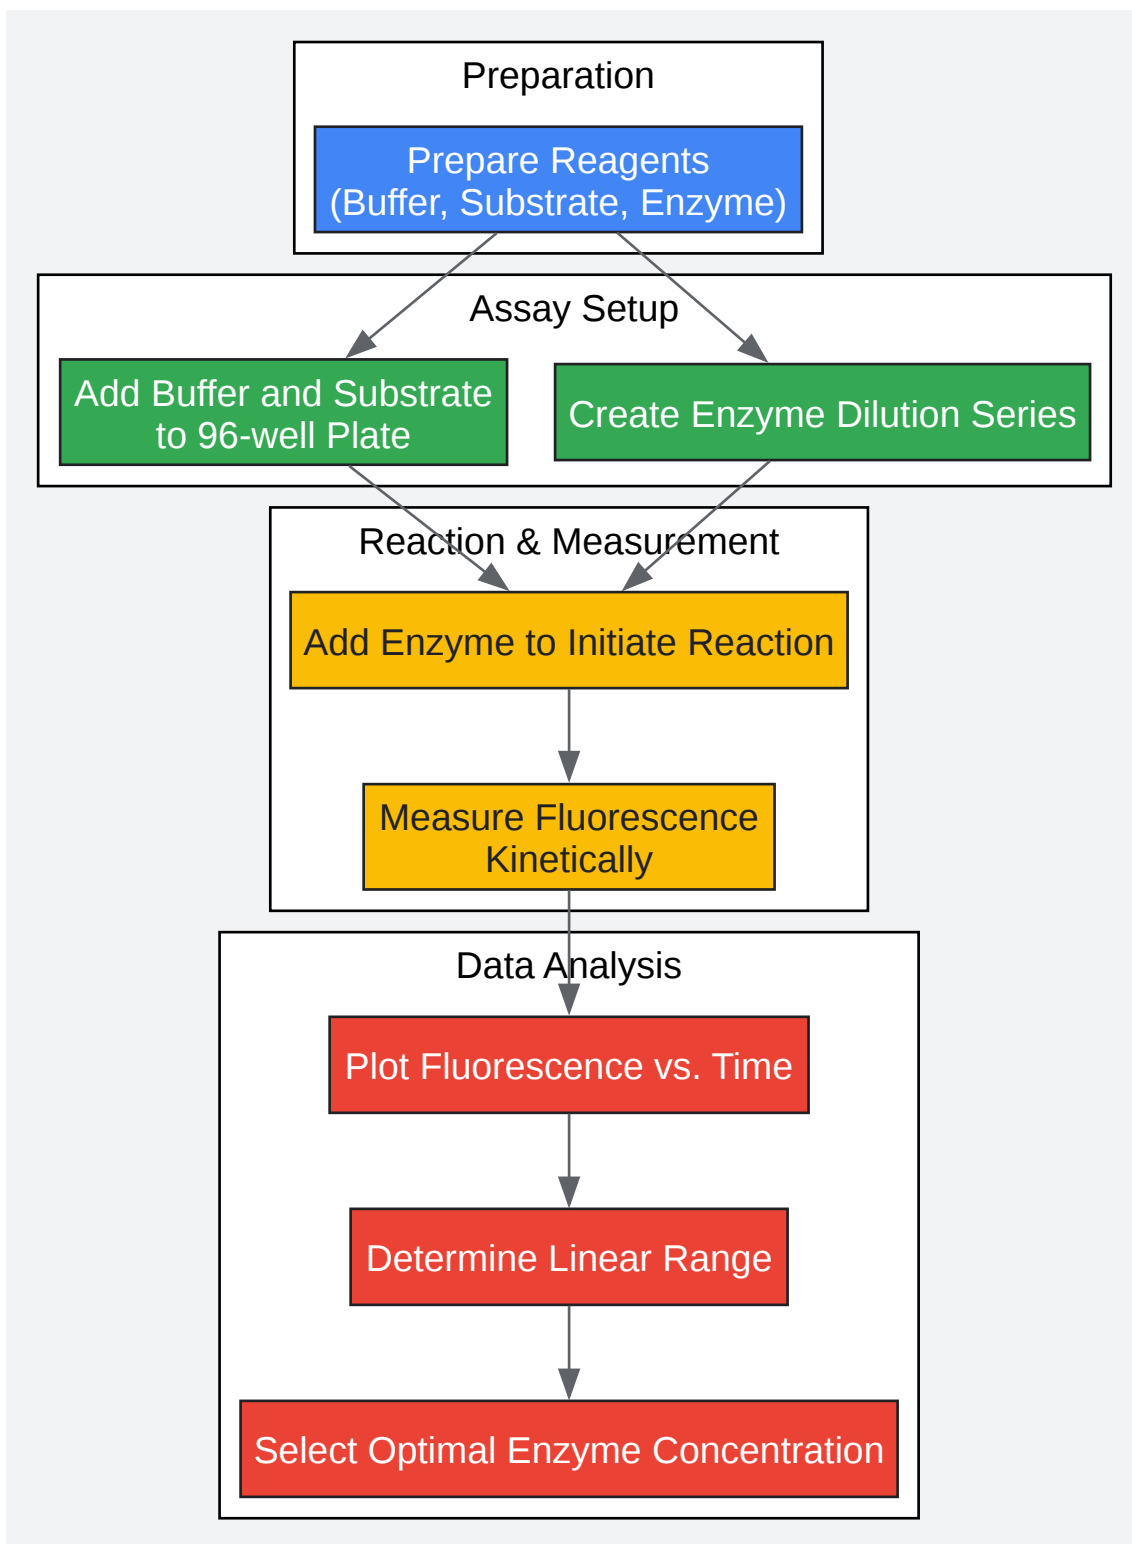 Preparation
Prepare Reagents
(Buffer, Substrate, Enzyme)
Assay Setup
Add Buffer and Substrate
to 96-well Plate
Create Enzyme Dilution Series
Reaction & Measurement
Add Enzyme to Initiate Reaction
Measure Fluorescence
Kinetically
Data Analysis
Plot Fluorescence vs. Time
Determine Linear Range
Select Optimal Enzyme Concentration